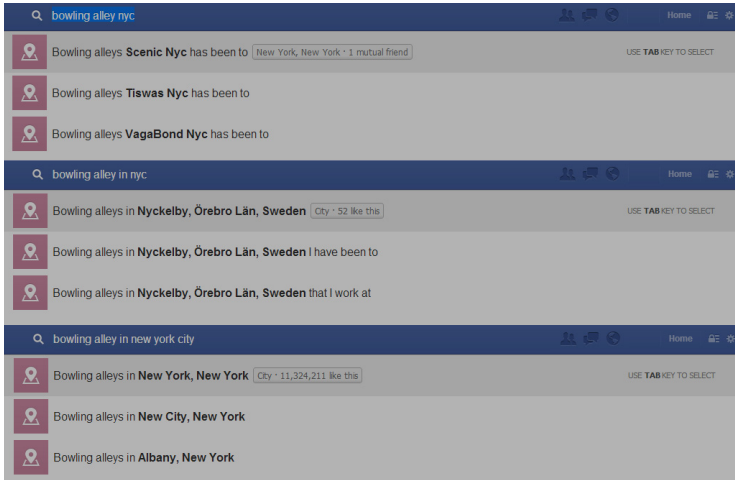 bowling alley nyc Home
Bowling alleys Scenic Nyc has been to New York, New York · 1 mutual friend USE TAB KEY TO SELECT
Bowling alleys Tiswas Nyc has been to
Bowling alleys VagaBond Nyc has been to
bowling alley in nyc Home
Bowling alleys in Nyckelby, Örebro Län, Sweden City · 52 like this USE TAB KEY TO SELECT
Bowling alleys in Nyckelby, Örebro Län, Sweden I have been to
Bowling alleys in Nyckelby, Örebro Län, Sweden that I work at
bowling alley in new york city Home
Bowling alleys in New York, New York City · 11,324,211 like this USE TAB KEY TO SELECT
Bowling alleys in New City, New York
Bowling alleys in Albany, New York